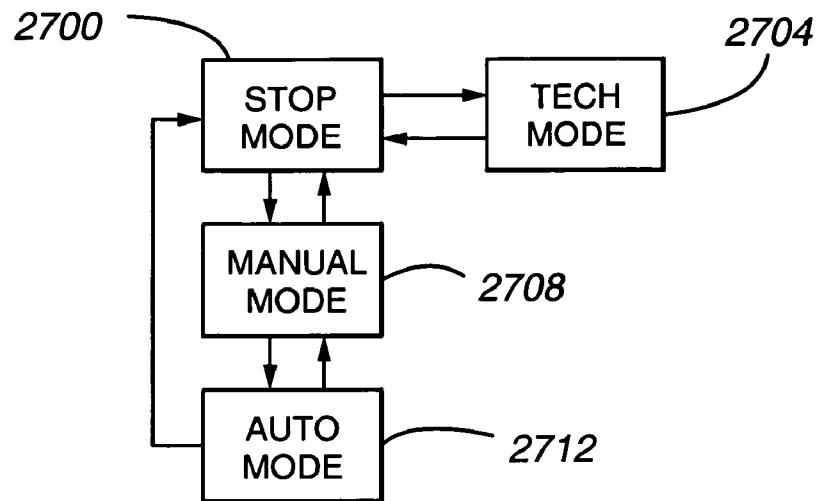 2700
2704
STOP
MODE
TECH
MODE
MANUAL
MODE
2708
AUTO
MODE
2712